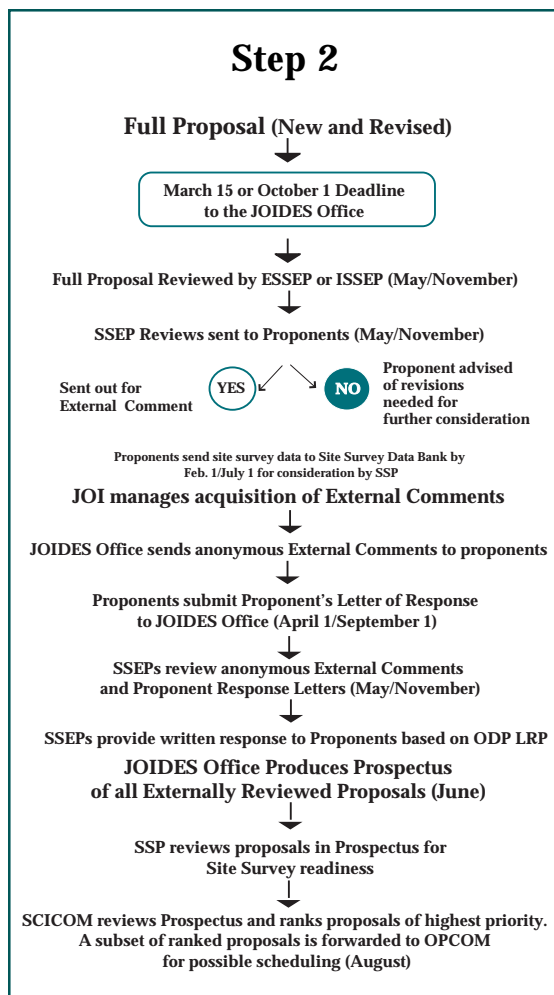 Step 2
Full Proposal (New and Revised)
March 15 or October 1 Deadline
to the JOIDES Office
Full Proposal Reviewed by ESSEP or ISSEP (May/November)
SSEP Reviews sent to Proponents (May/November)
Sent out for
External Comment
YES
NO
Proponent advised
of revisions
needed for
further consideration
Proponents send site survey data to Site Survey Data Bank by
Feb. 1/July 1 for consideration by SSP
JOI manages acquisition of External Comments
JOIDES Office sends anonymous External Comments to proponents
Proponents submit Proponent's Letter of Response
to JOIDES Office (April 1/September 1)
SSEPs review anonymous External Comments
and Proponent Response Letters (May/November)
SSEPs provide written response to Proponents based on ODP LRP
JOIDES Office Produces Prospectus
of all Externally Reviewed Proposals (June)
SSP reviews proposals in Prospectus for
Site Survey readiness
SCICOM reviews Prospectus and ranks proposals of highest priority.
A subset of ranked proposals is forwarded to OPCOM
for possible scheduling (August)